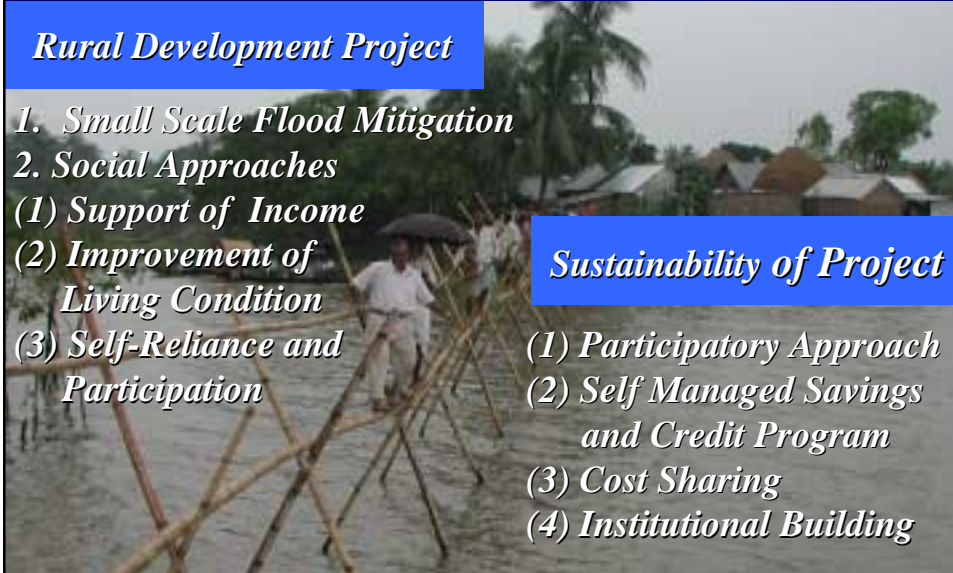 Rural Development Project
1. Small Scale Flood Mitigation
2. Social Approaches
(1) Support of Income
(2) Improvement of
Living Condition
(3) Self-Reliance and
Participation
Sustainability of Project
(1) Participatory Approach
(2) Self Managed Savings
and Credit Program
(3) Cost Sharing
(4) Institutional Building